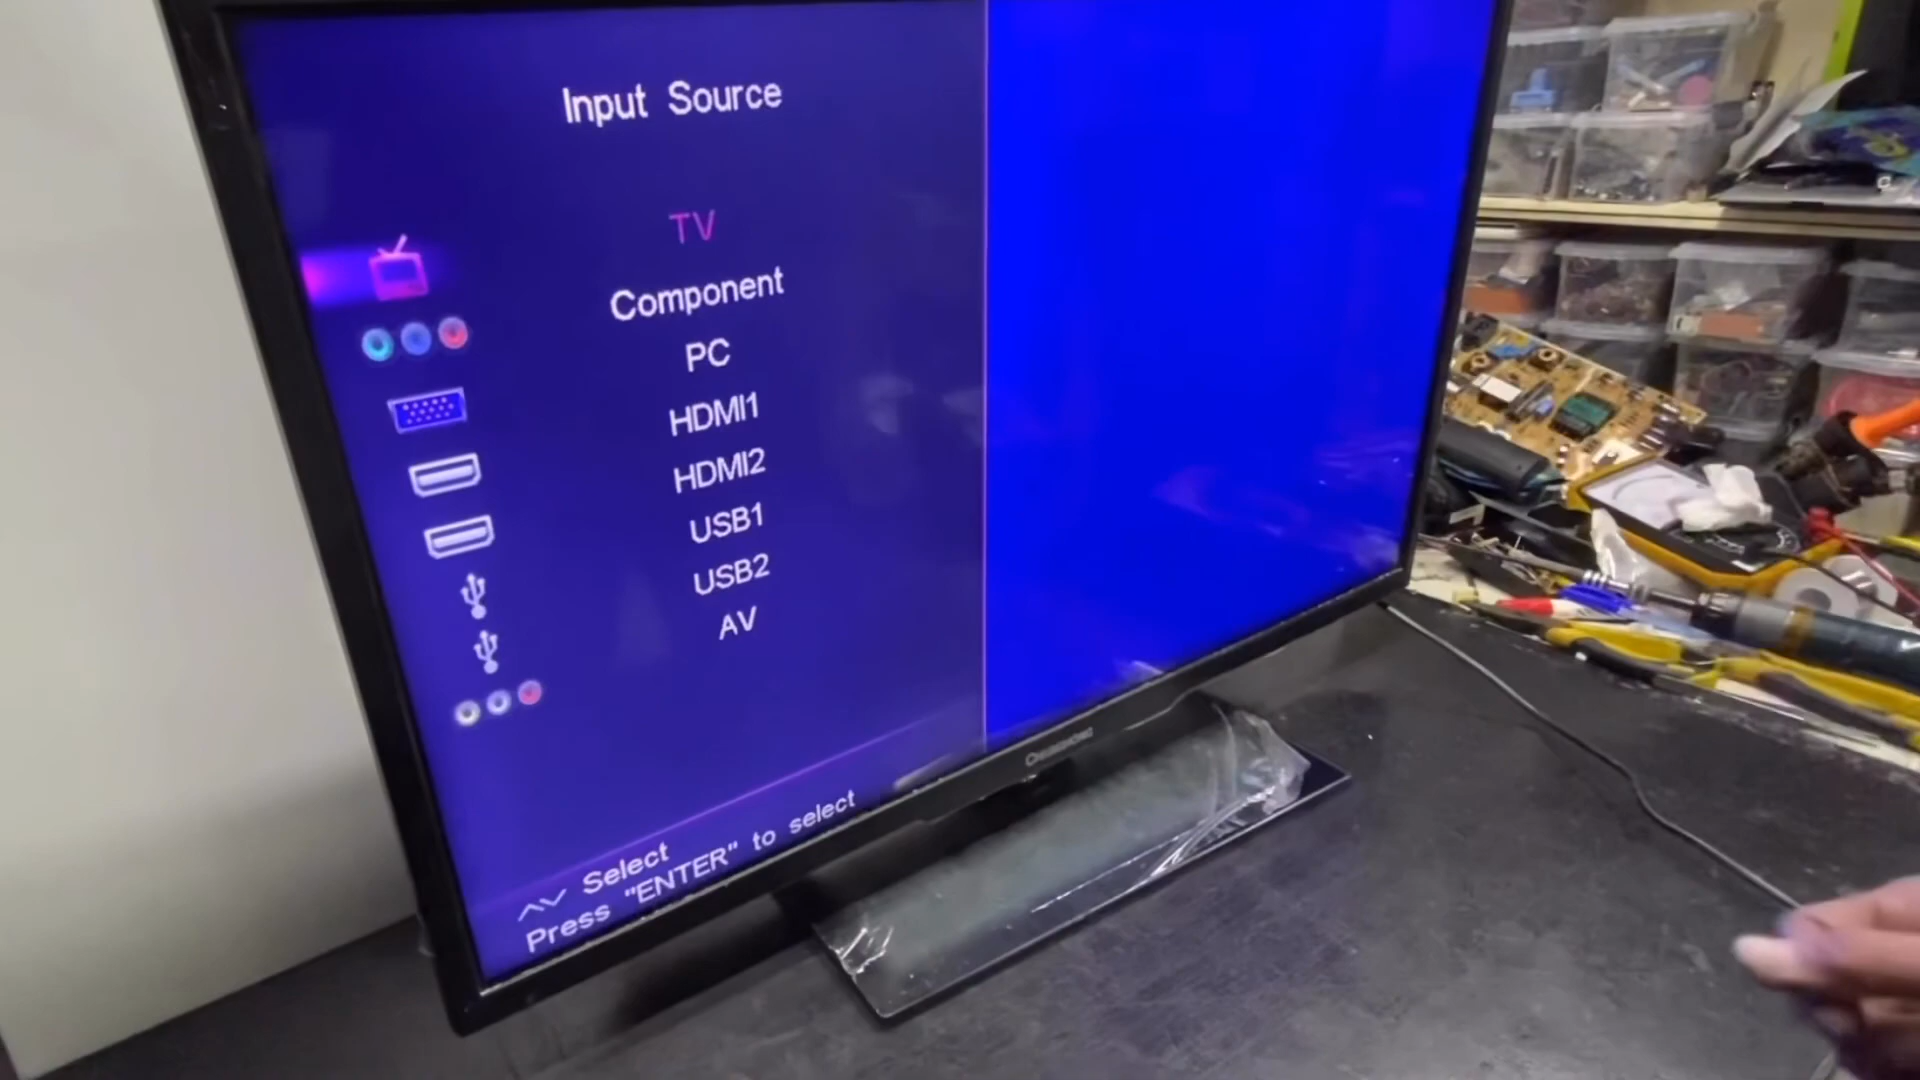 Input Source
TV
Component
PC
HDMI1
HDMI2
USB1
USB2
AV
Select
Press "ENTER" to select